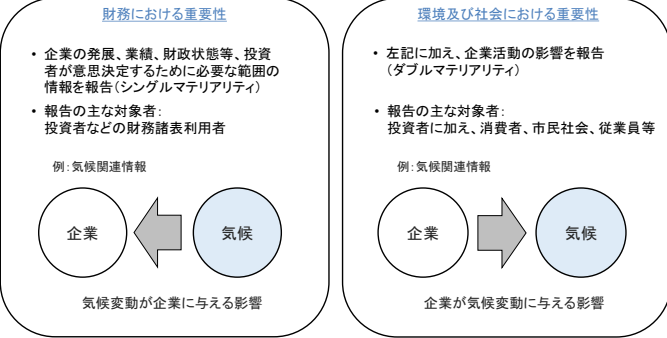 財務における重要性
• 企業の発展、業績、財政状態等、投資
者が意思決定するために必要な範囲の
情報を報告(シングルマテリアリティ)
• 報告の主な対象者:
投資者などの財務諸表利用者
例:気候関連情報
企業
気候
気候変動が企業に与える影響
環境及び社会における重要性
• 左記に加え、企業活動の影響を報告
(ダブルマテリアリティ)
• 報告の主な対象者:
投資者に加え、消費者、市民社会、従業員等
例:気候関連情報
企業
気候
企業が気候変動に与える影響